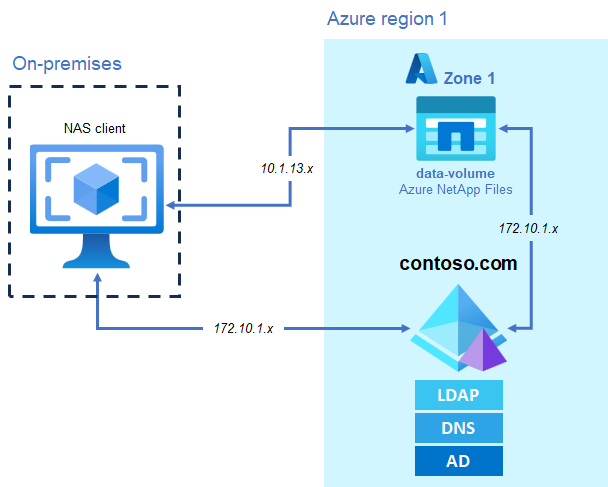 Azure region 1
On-premises
Zone 1
NAS client
10.1.13.x
data-volume
Azure NetApp Files
172.10.1.x
contoso.com
172.10.1.x
LDAP
DNS
AD